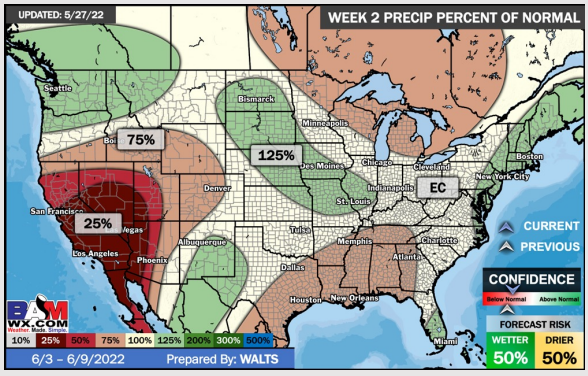 UPDATED: 5/27/22
WEEK 2 PRECIP PERCENT OF NORMAL
Seattle
Bismarck
Minneapolis
75%
125%
Des Moines
Chicago
Cleveland
Boston
New York City
Indianapolis
EC
Denver
St. Louis
San Francisco
25%
Vegas
Albuquerque
Tulsa
Memphis
Charlotte
Los Angeles
Phoenix
Dallas
Atlanta
Houston
New Orleans
Miami
CURRENT
PREVIOUS
CONFIDENCE
Below Normal
Above Normal
FORECAST RISK
WETTER
DRIER
50%
50%
BAM
WX.COM
Weather. Made. Simple.
10% 25% 50% 75% 100% 125% 200% 300% 500%
6/3 – 6/9/2022
Prepared By: WALTS